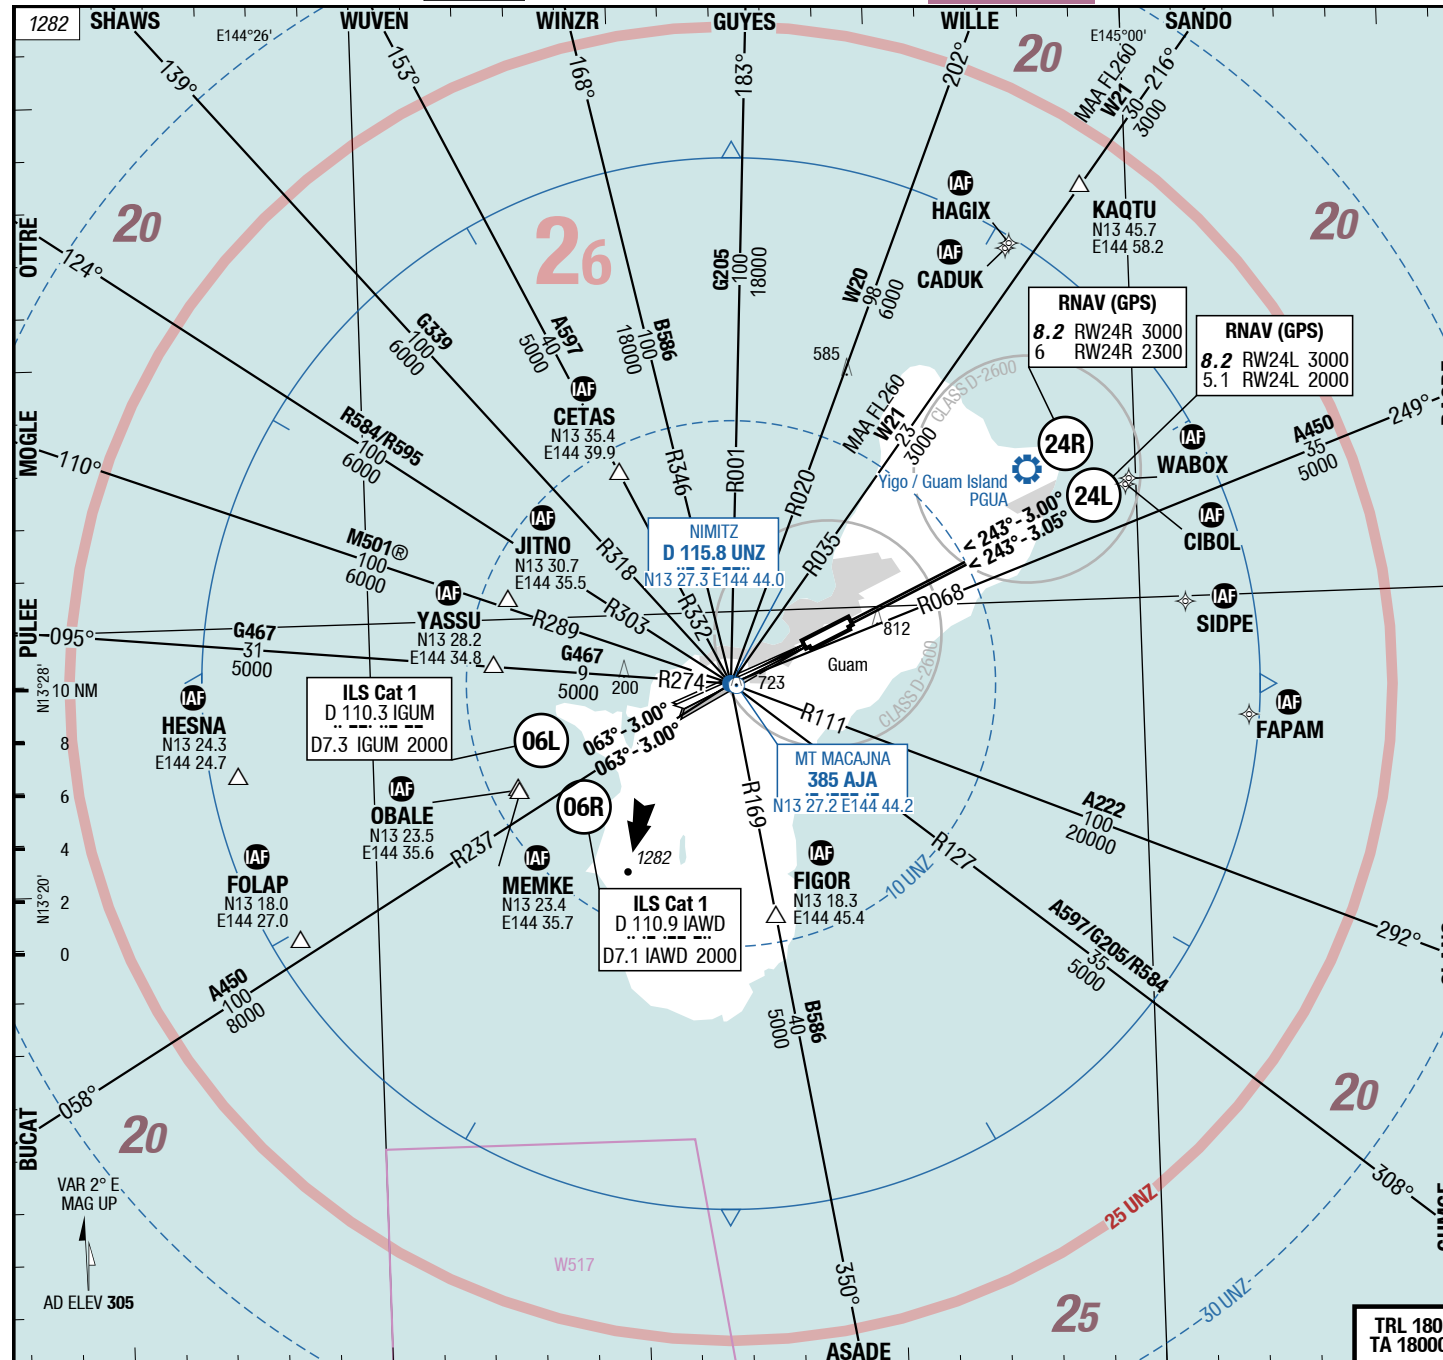 1282
SHAWS
WUVEN
WINZR
GUYES
WILLE
SANDO
E144°26'
E145°00'
139°
153°
168°
183°
202°
216°
MAA FL260
W21
30
3000
20
20
20
26
OTTRE
124°
IAF
HAGIX
IAF
CADUK
KAQTU
N13 45.7
E144 58.2
G339
100
6000
A597
40
5000
B586
100
18000
G205
100
18000
W20
98
6000
585
RNAV (GPS)
8.2 RW24R 3000
6 RW24R 2300
RNAV (GPS)
8.2 RW24L 3000
5.1 RW24L 2000
CLASS D-2600
249°
MAA FL260
W21
23
3000
IAF
CETAS
N13 35.4
E144 39.9
R584/R595
100
6000
MOGLE
110°
24R
24L
A450
35
5000
IAF
WABOX
Yigo / Guam Island
PGUA
IAF
CIBOL
R346
R001
R020
R035
< 243° - 3.00°
< 243° - 3.05°
IAF
JITNO
N13 30.7
E144 35.5
M501®
100
6000
NIMITZ
D 115.8 UNZ
N13 27.3 E144 44.0
R318
R332
R303
R289
R068
IAF
YASSU
N13 28.2
E144 34.8
IAF
SIDPE
PULEE
095°
G467
31
5000
G467
9
5000
R274
200
812
Guam
723
CLASS D-2600
N13°28'
10 NM
8
6
4
2
0
N13°20'
IAF
HESNA
N13 24.3
E144 24.7
ILS Cat 1
D 110.3 IGUM
D7.3 IGUM 2000
06L
063° - 3.00°
063° - 3.00°
R111
IAF
FAPAM
MT MACAJNA
385 AJA
N13 27.2 E144 44.2
IAF
OBALE
N13 23.5
E144 35.6
06R
R237
R169
A222
100
20000
R127
IAF
FOLAP
N13 18.0
E144 27.0
IAF
MEMKE
N13 23.4
E144 35.7
1282
IAF
FIGOR
N13 18.3
E144 45.4
10 UNZ
ILS Cat 1
D 110.9 IAWD
D7.1 IAWD 2000
A597/G205/R584
35
5000
292°
A450
100
8000
B586
40
5000
058°
BUCAT
20
20
308°
VAR 2° E
MAG UP
AD ELEV 305
W517
25 UNZ
30 UNZ
350°
25
ASADE
TRL 180
TA 18000